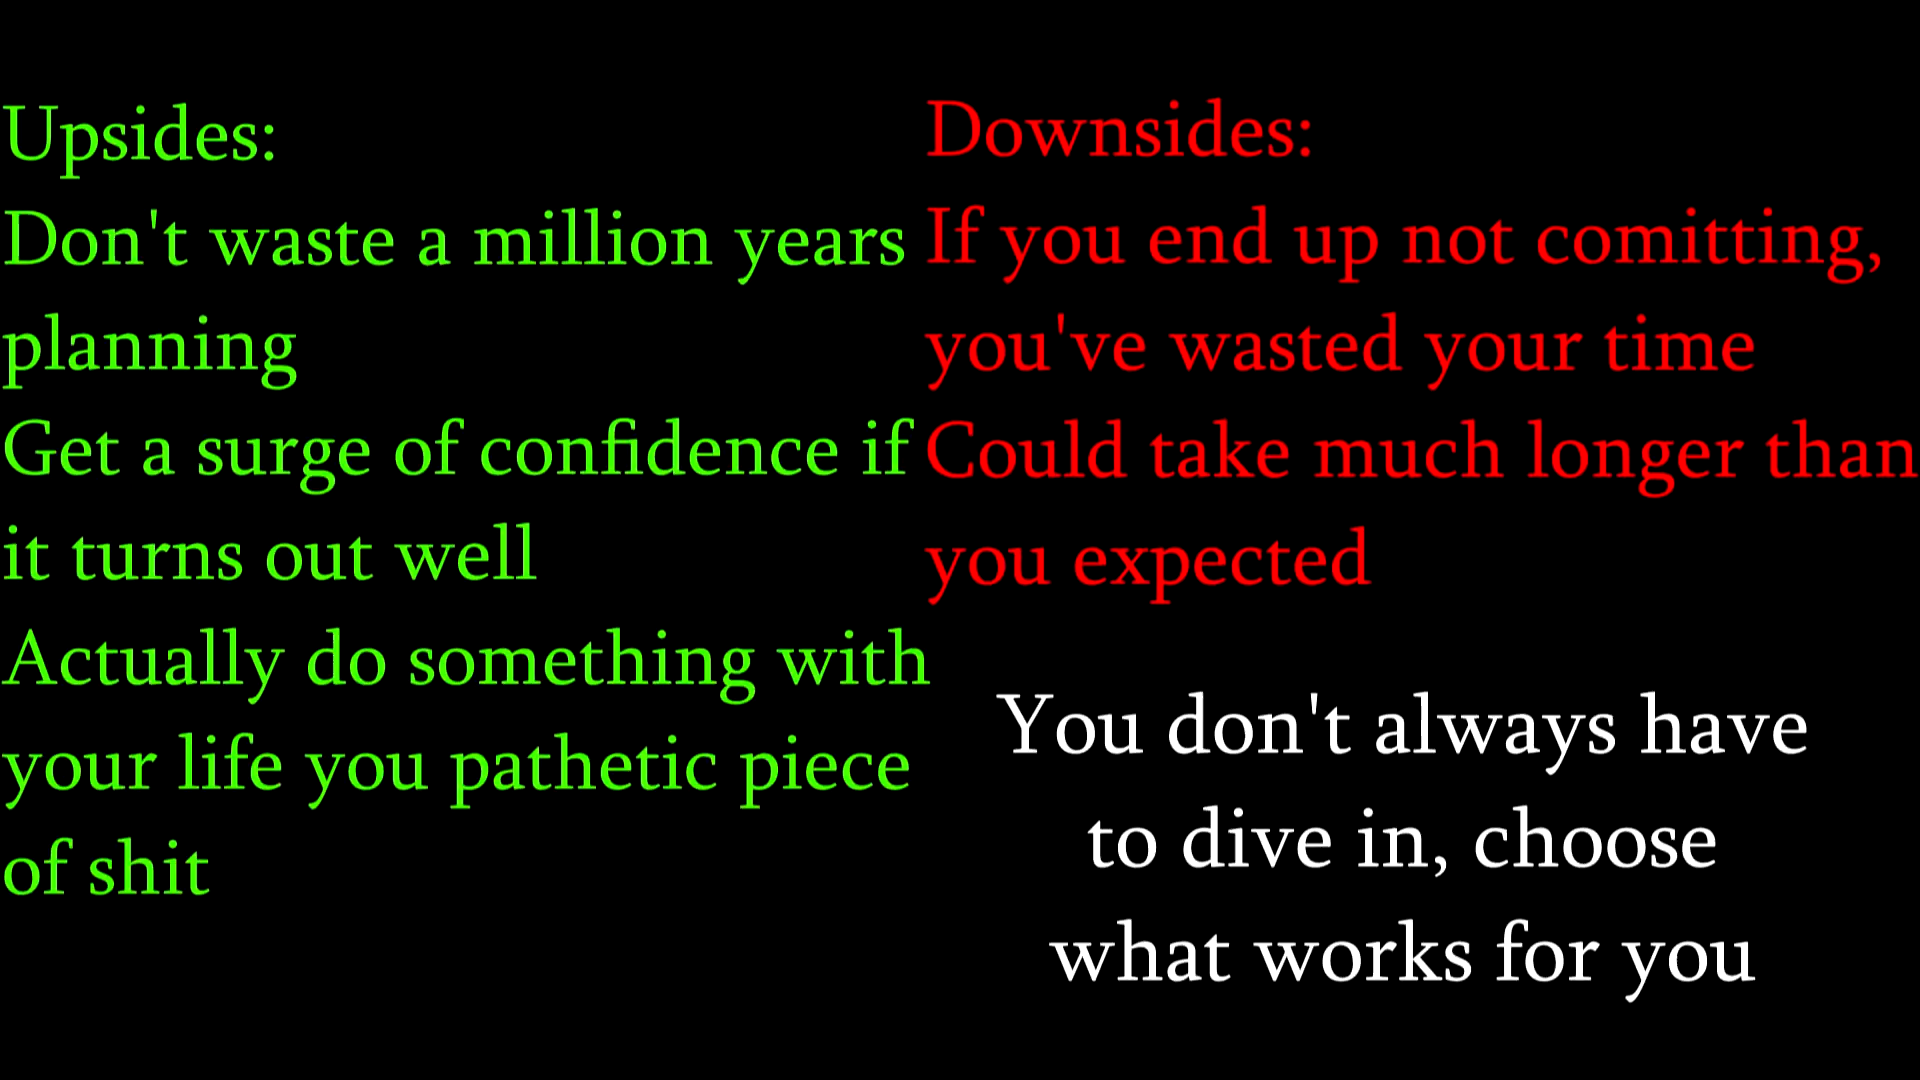 Upsides:
Don't waste a million years
planning
Get a surge of confidence if
it turns out well
Actually do something with
your life you pathetic piece
of shit
Downsides:
If you end up not comitting,
you've wasted your time
Could take much longer than
you expected
You don't always have
to dive in, choose
what works for you